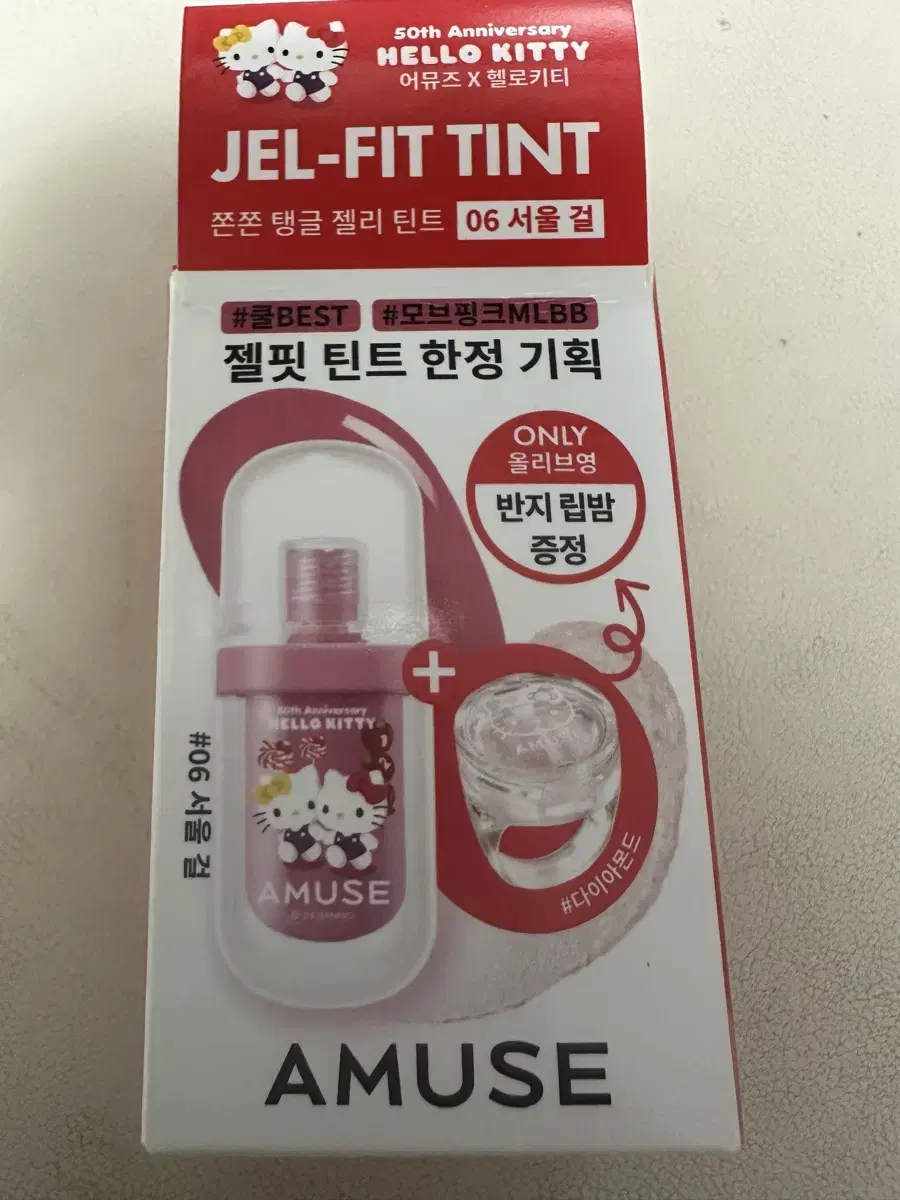 50th Anniversary
HELLO KITTY
어뮤즈 X 헬로키티
JEL-FIT TINT
쫀쫀 탱글 젤리 틴트 06 서울 걸
#쿨BEST #모브핑크MLBB
젤핏 틴트 한정 기획
ONLY
올리브영
반지 립밤
증정
+
50th Anniversary
HELLO KITTY
AMUSE
#06 서울 걸
#다이아몬드
AMUSE